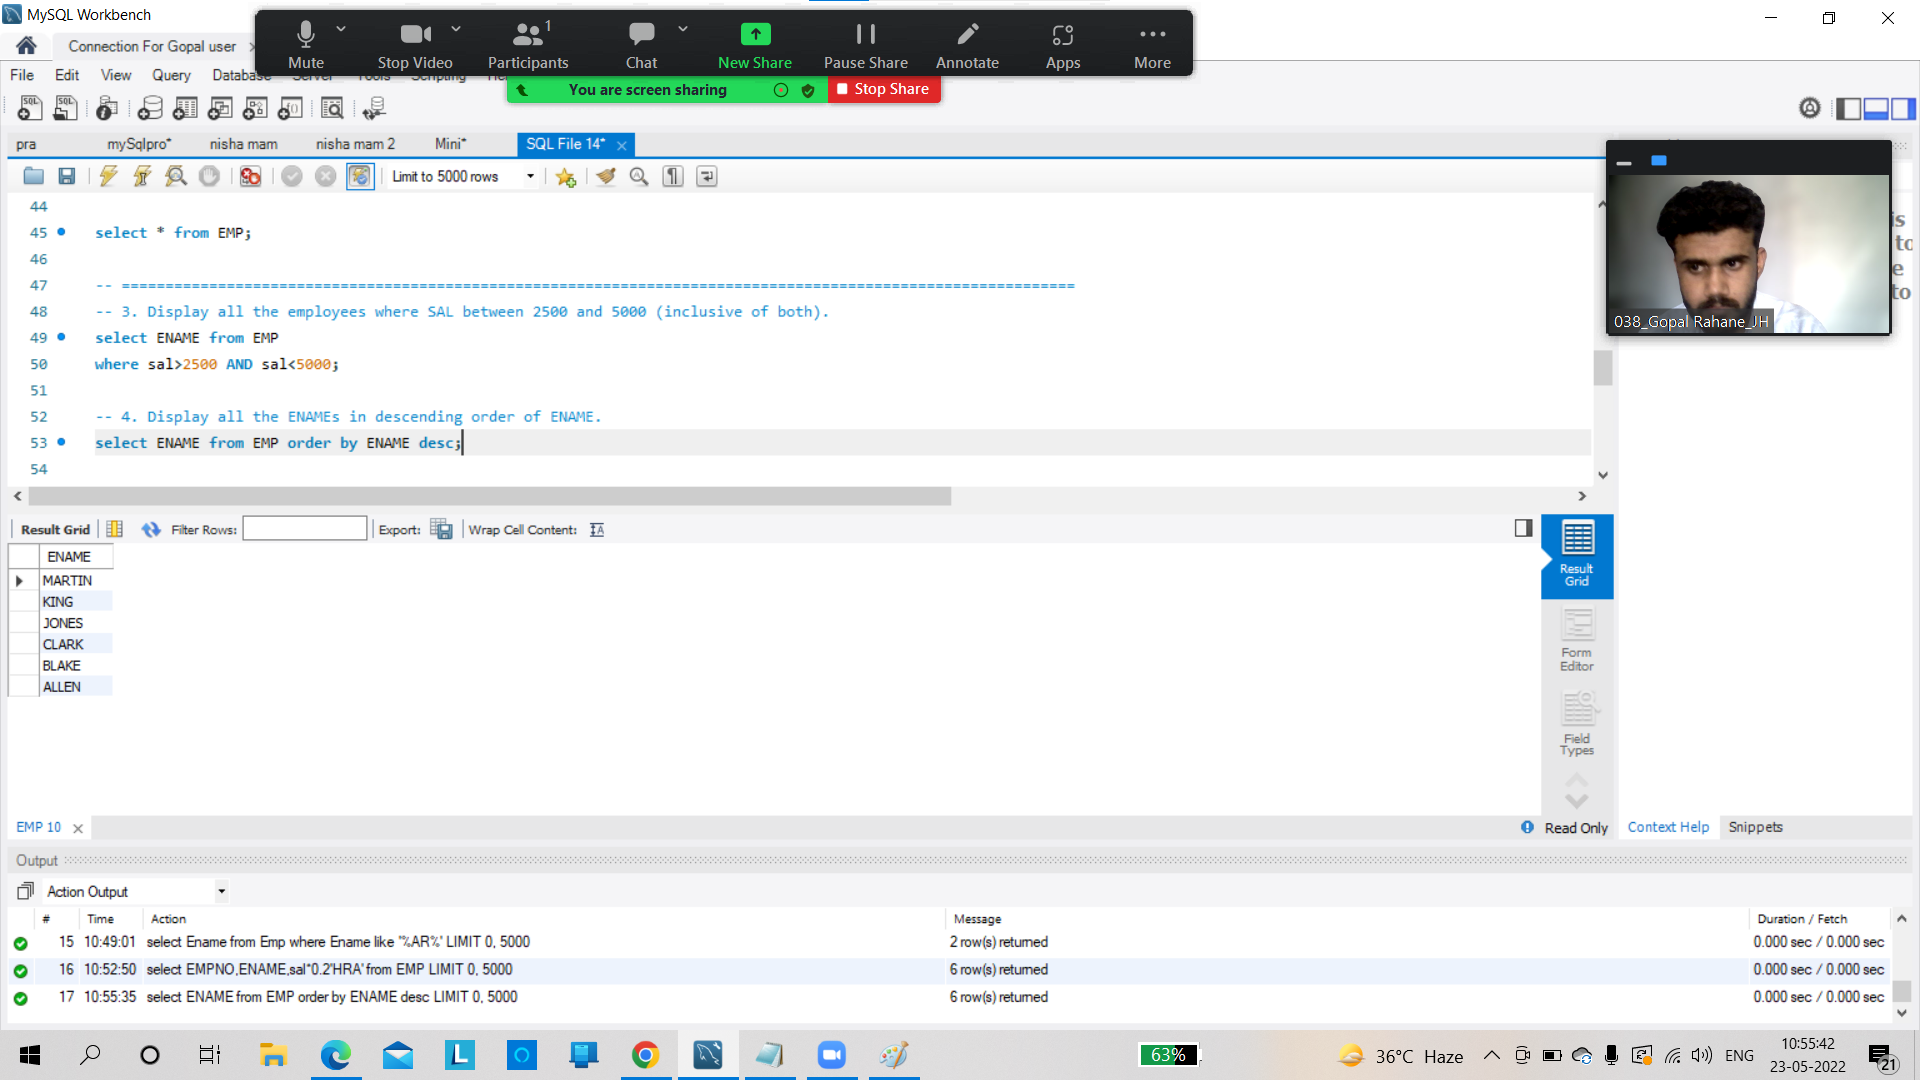 MySQL Workbench
Mute
Stop Video
1
Participants
Chat
New Share
Pause Share
Annotate
Apps
More
Connection For Gopal user
You are screen sharing
Stop Share
File Edit View Query Database Server Tools Scripting
pra mySqlpro* nisha mam nisha mam 2 Mini* SQL File 14*
Limit to 5000 rows
44
45 select * from EMP;
46
47 -- =============================================================================================================
48 -- 3. Display all the employees where SAL between 2500 and 5000 (inclusive of both).
49 select ENAME from EMP
50 where sal>2500 AND sal<5000;
51
52 -- 4. Display all the ENAMEs in descending order of ENAME.
53 select ENAME from EMP order by ENAME desc;
54
038_Gopal Rahane_JH
is
to
e
to
Result Grid Filter Rows: Export: Wrap Cell Content:
ENAME
MARTIN
KING
JONES
CLARK
BLAKE
ALLEN
Result
Grid
Form
Editor
Field
Types
EMP 10
Read Only
Context Help Snippets
Output
Action Output
# Time Action Message Duration / Fetch
15 10:49:01 select Ename from Emp where Ename like '%AR%' LIMIT 0, 5000 2 row(s) returned 0.000 sec / 0.000 sec
16 10:52:50 select EMPNO,ENAME,sal*0.2'HRA' from EMP LIMIT 0, 5000 6 row(s) returned 0.000 sec / 0.000 sec
17 10:55:35 select ENAME from EMP order by ENAME desc LIMIT 0, 5000 6 row(s) returned 0.000 sec / 0.000 sec
63%
36°C Haze
ENG
10:55:42
23-05-2022
21